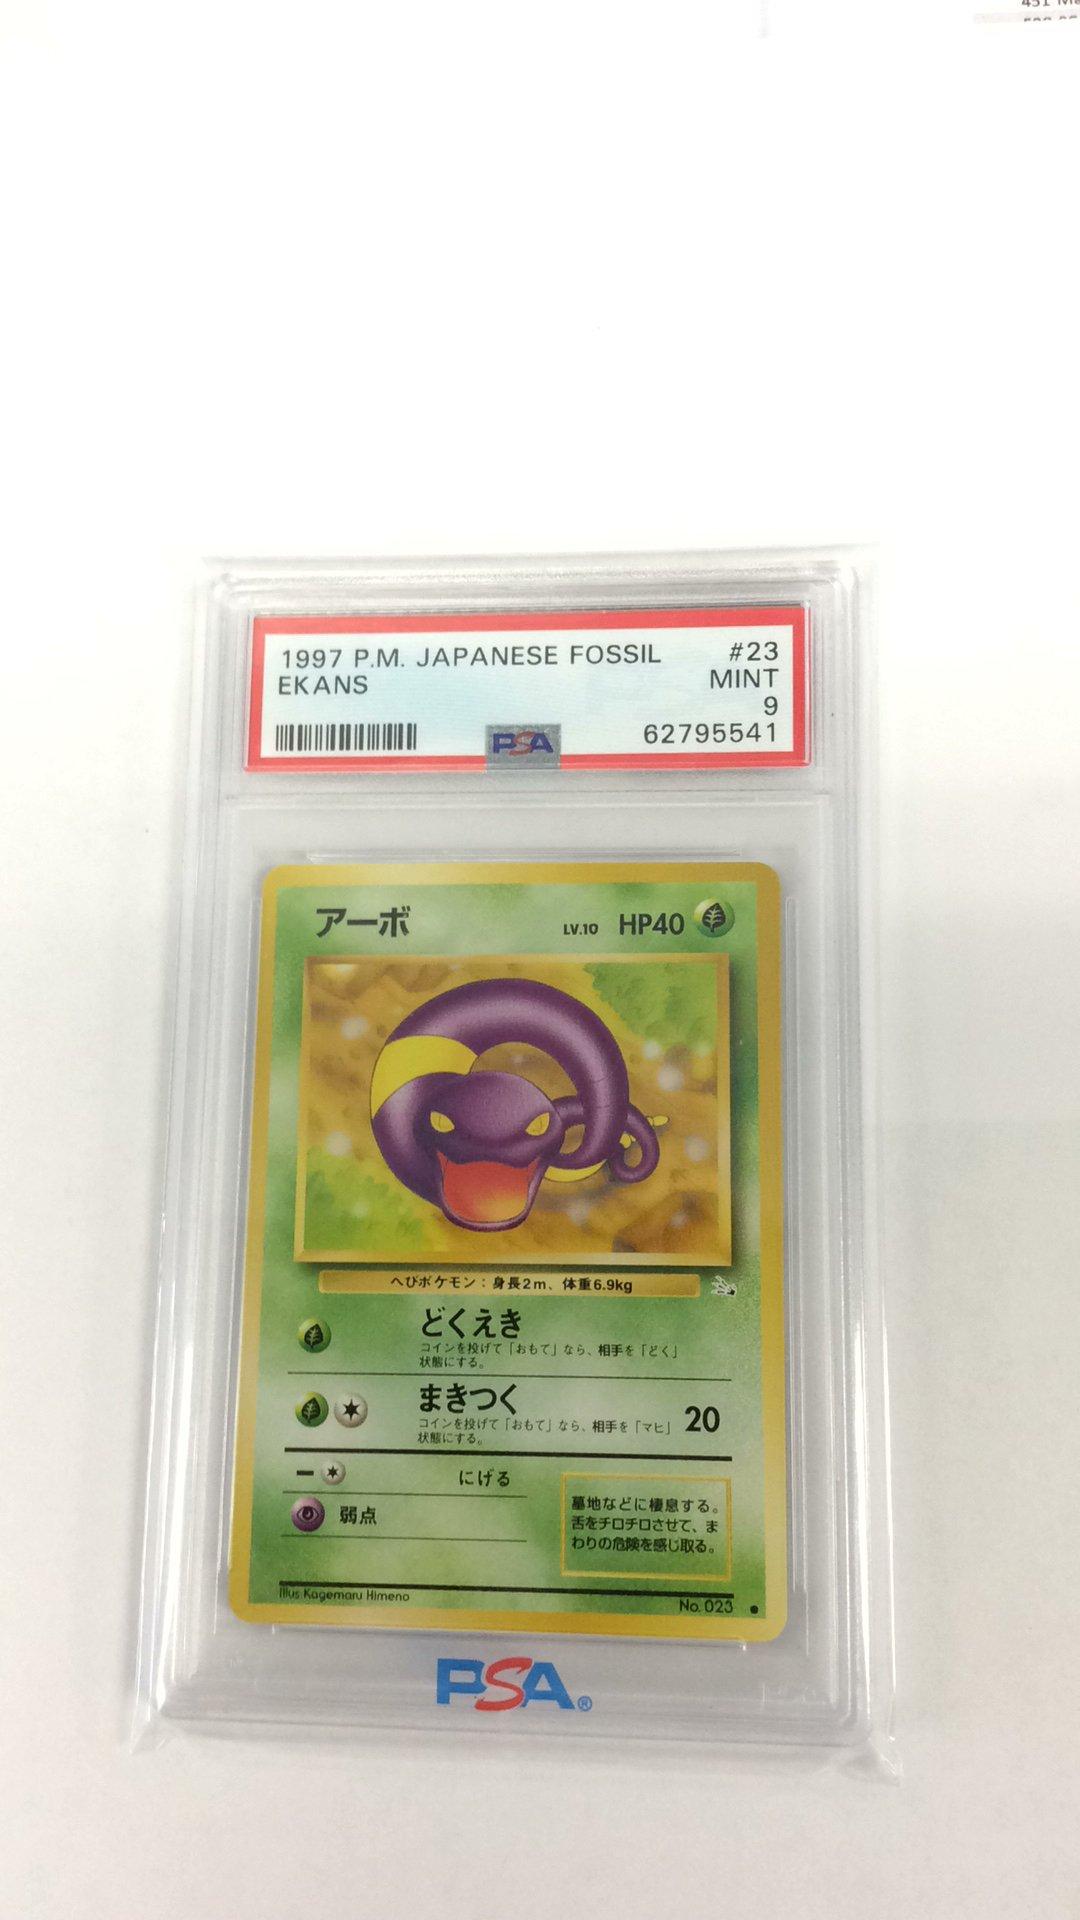 451
1997 P.M. JAPANESE FOSSIL #23
EKANS MINT
9
PSA 62795541
アーボ LV.10 HP40
へびポケモン：身長2m、体重6.9kg
どくえき
コインを投げて「おもて」なら、相手を「どく」
状態にする。
まきつく 20
コインを投げて「おもて」なら、相手を「マヒ」
状態にする。
にげる
弱点
墓地などに棲息する。
舌をチロチロさせて、ま
わりの危険を感じ取る。
Illus. Kagemaru Himeno
No. 023 ●
PSA®